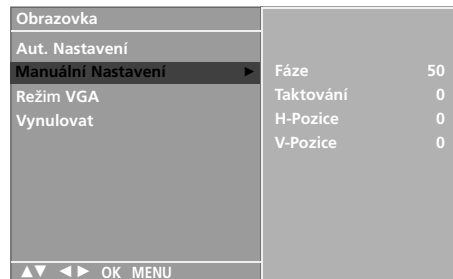 Obrazovka
Aut. Nastavení
Manuální Nastavení ►
Režim VGA
Vynulovat
Fáze 50
Taktování 0
H-Pozice 0
V-Pozice 0
▲▼ ◄► OK MENU